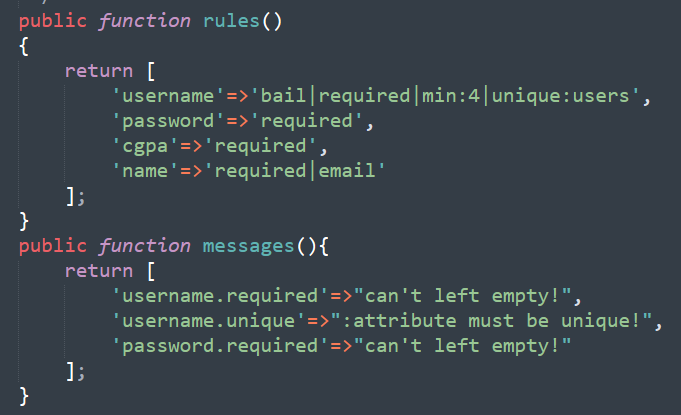 public function rules()
{
    return [
        'username'=>'bail|required|min:4|unique:users',
        'password'=>'required',
        'cgpa'=>'required',
        'name'=>'required|email'
    ];
}
public function messages(){
    return [
        'username.required'=>"can't left empty!",
        'username.unique'=>":attribute must be unique!",
        'password.required'=>"can't left empty!"
    ];
}